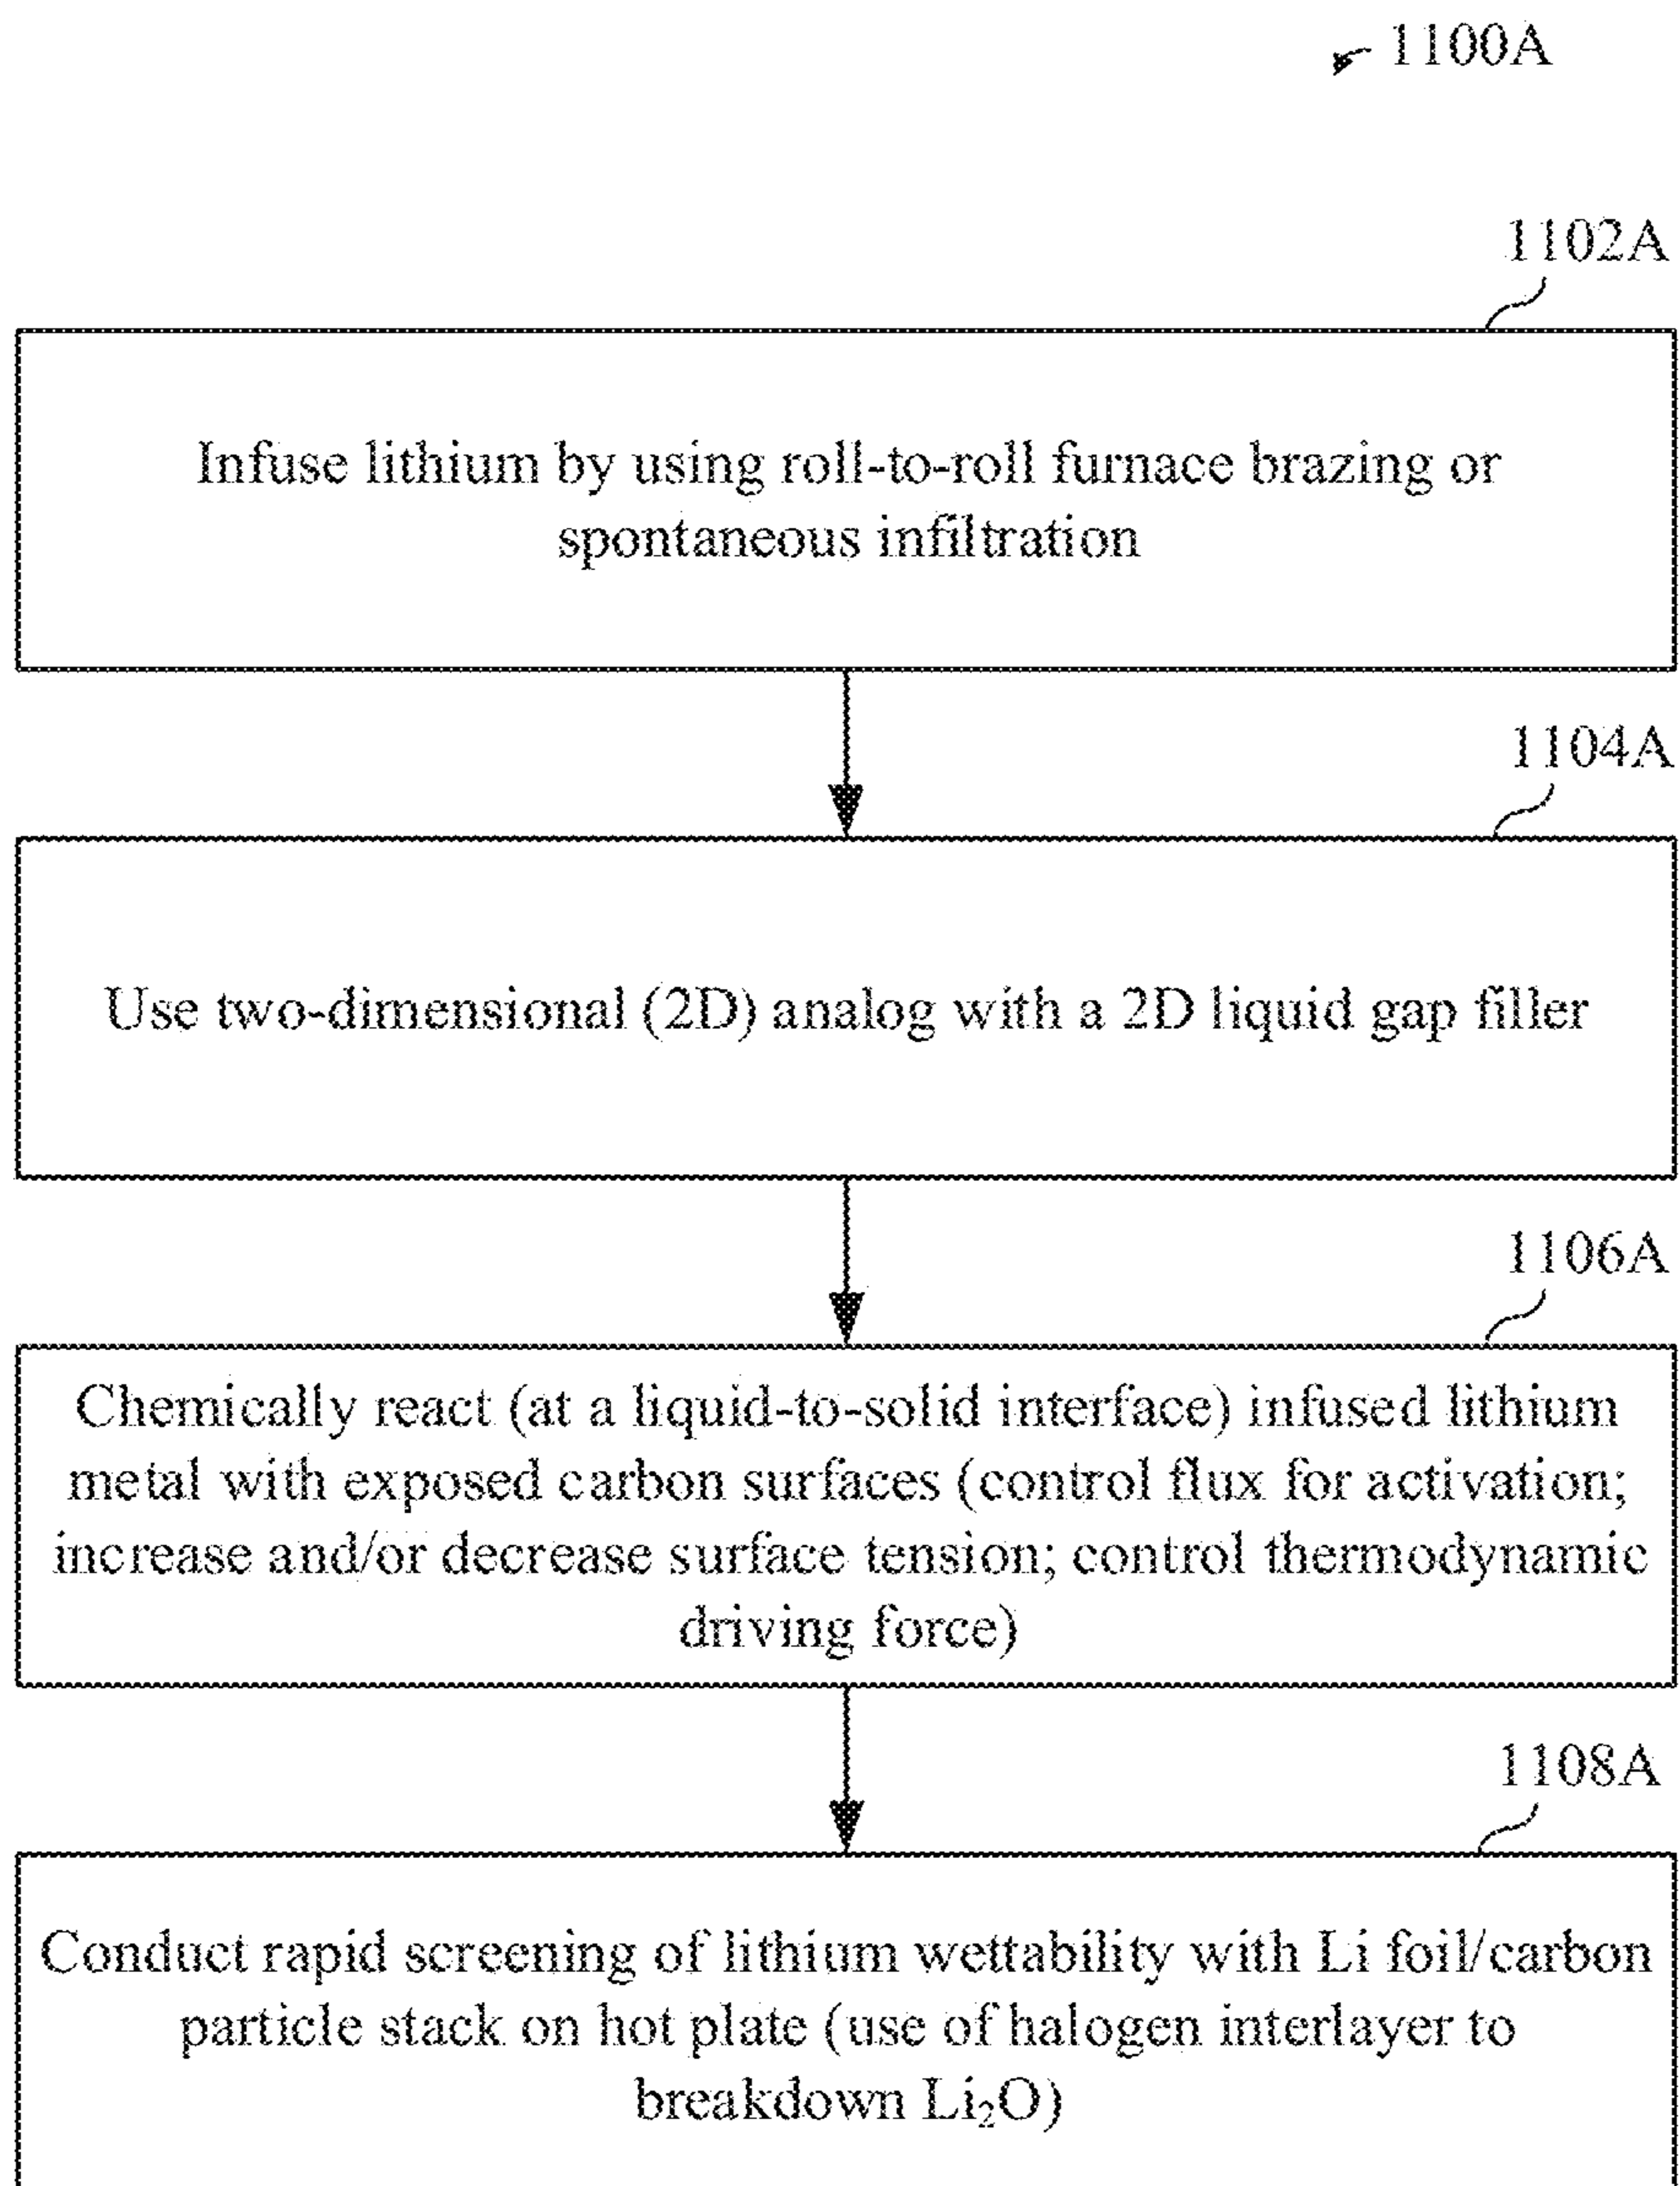 1100A
1102A
Infuse lithium by using roll-to-roll furnace brazing or
spontaneous infiltration
1104A
Use two-dimensional (2D) analog with a 2D liquid gap filler
1106A
Chemically react (at a liquid-to-solid interface) infused lithium
metal with exposed carbon surfaces (control flux for activation;
increase and/or decrease surface tension; control thermodynamic
driving force)
1108A
Conduct rapid screening of lithium wettability with Li foil/carbon
particle stack on hot plate (use of halogen interlayer to
breakdown Li₂O)